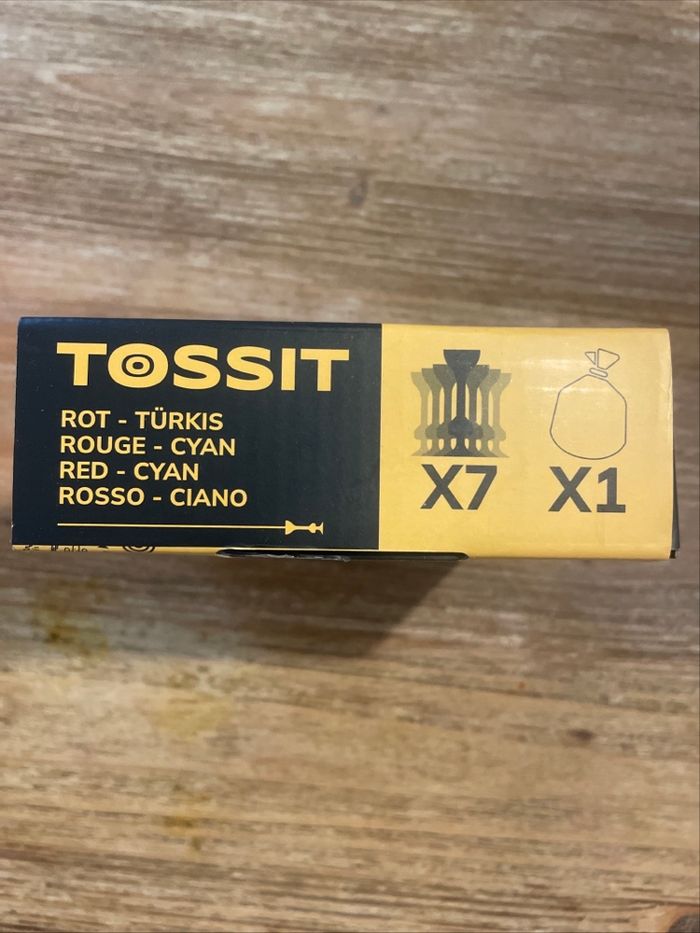 TOSSIT
ROT - TÜRKIS
ROUGE - CYAN
RED - CYAN
ROSSO - CIANO
X7 X1